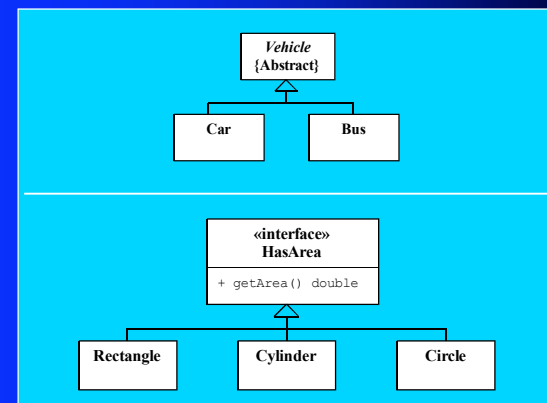 Vehicle
{Abstract}
Car
Bus
«interface»
HasArea
+ getArea() double
Rectangle
Cylinder
Circle